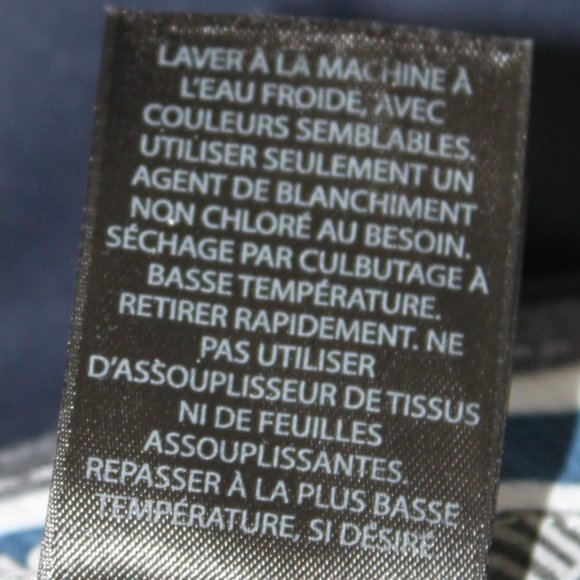 LAVER À LA MACHINE À
L'EAU FROIDE, AVEC
COULEURS SEMBLABLES.
UTILISER SEULEMENT UN
AGENT DE BLANCHIMENT
NON CHLORÉ AU BESOIN.
SÉCHAGE PAR CULBUTAGE À
BASSE TEMPÉRATURE.
RETIRER RAPIDEMENT. NE
PAS UTILISER
D'ASSOUPLISSEUR DE TISSUS
NI DE FEUILLES
ASSOUPLISSANTES.
REPASSER À LA PLUS BASSE
TEMPÉRATURE, SI DÉSIRÉ